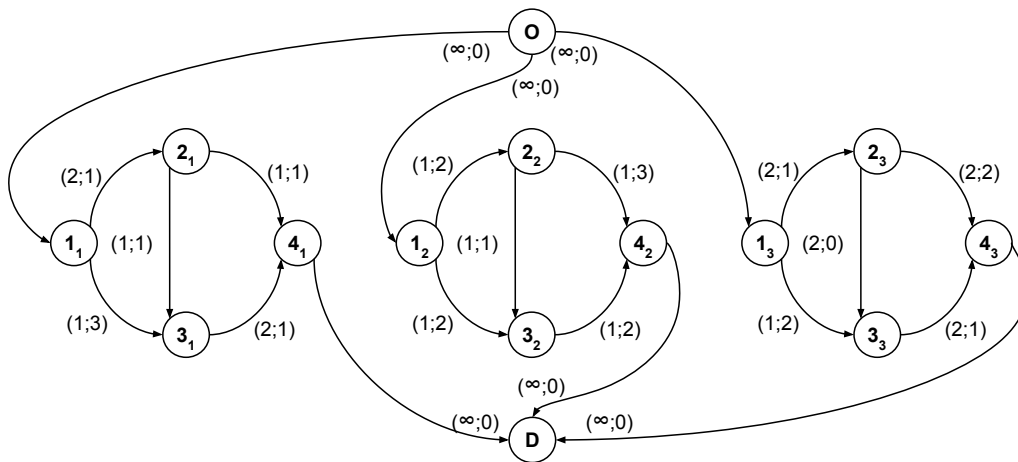 O
(∞;0) (∞;0)
(∞;0)
2₁ 2₂ 2₃
(2;1) (1;1) (1;2) (1;3) (2;1) (2;2)
1₁ (1;1) 4₁ 1₂ (1;1) 4₂ 1₃ (2;0) 4₃
(1;3) (2;1) (1;2) (1;2) (1;2) (2;1)
3₁ 3₂ 3₃
(∞;0)
(∞;0) (∞;0)
D